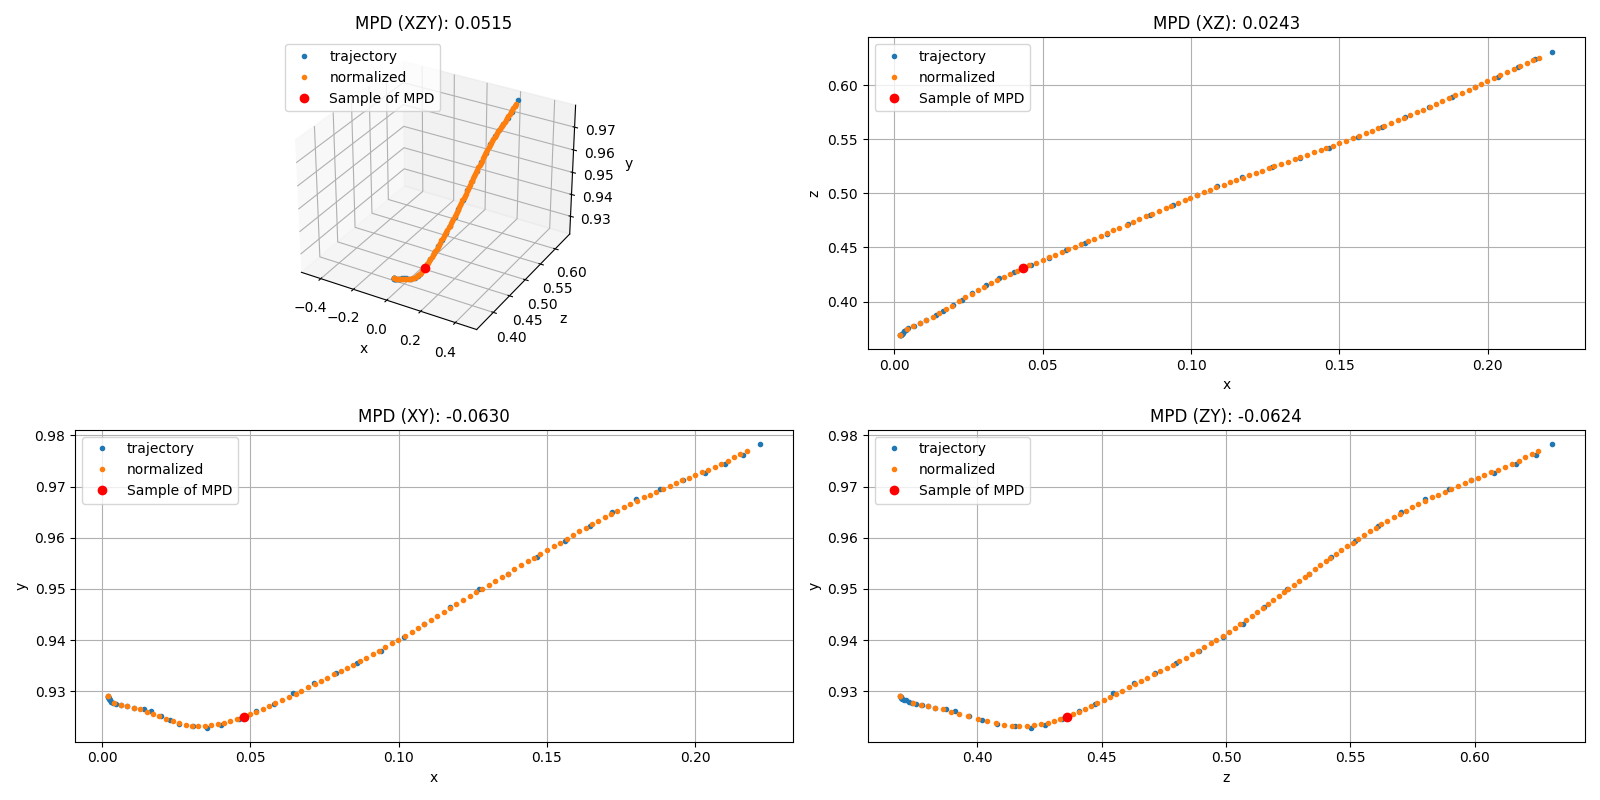 MPD (XZY): 0.0515
trajectory
normalized
Sample of MPD
0.97
0.96
0.95
0.94
0.93
y
−0.4
−0.2
0.0
0.2
0.4
x
0.40
0.45
0.50
0.55
0.60
z
MPD (XZ): 0.0243
trajectory
normalized
Sample of MPD
0.60
0.55
0.50
0.45
0.40
z
0.00 0.05 0.10 0.15 0.20
x
MPD (XY): -0.0630
trajectory
normalized
Sample of MPD
0.98
0.97
0.96
0.95
0.94
0.93
y
0.00 0.05 0.10 0.15 0.20
x
MPD (ZY): -0.0624
trajectory
normalized
Sample of MPD
0.98
0.97
0.96
0.95
0.94
0.93
y
0.40 0.45 0.50 0.55 0.60
z